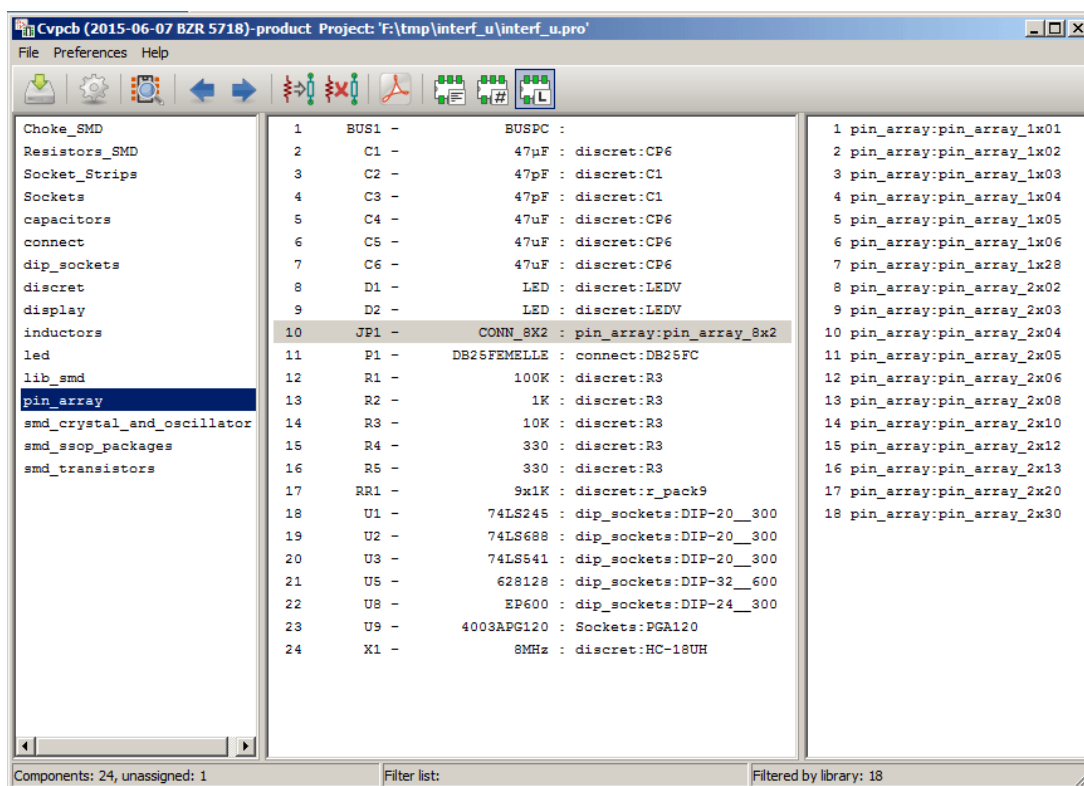 Cvpcb (2015-06-07 BZR 5718)-product Project: 'F:\tmp\interf_u\interf_u.pro'
File Preferences Help
L
Choke_SMD
Resistors_SMD
Socket_Strips
Sockets
capacitors
connect
dip_sockets
discret
display
inductors
led
lib_smd
pin_array
smd_crystal_and_oscillator
smd_ssop_packages
smd_transistors
1 BUS1 - BUSPC :
2 C1 - 47µF : discret:CP6
3 C2 - 47pF : discret:C1
4 C3 - 47pF : discret:C1
5 C4 - 47uF : discret:CP6
6 C5 - 47uF : discret:CP6
7 C6 - 47uF : discret:CP6
8 D1 - LED : discret:LEDV
9 D2 - LED : discret:LEDV
10 JP1 - CONN_8X2 : pin_array:pin_array_8x2
11 P1 - DB25FEMELLE : connect:DB25FC
12 R1 - 100K : discret:R3
13 R2 - 1K : discret:R3
14 R3 - 10K : discret:R3
15 R4 - 330 : discret:R3
16 R5 - 330 : discret:R3
17 RR1 - 9x1K : discret:r_pack9
18 U1 - 74LS245 : dip_sockets:DIP-20__300
19 U2 - 74LS688 : dip_sockets:DIP-20__300
20 U3 - 74LS541 : dip_sockets:DIP-20__300
21 U5 - 628128 : dip_sockets:DIP-32__600
22 U8 - EP600 : dip_sockets:DIP-24__300
23 U9 - 4003APG120 : Sockets:PGA120
24 X1 - 8MHz : discret:HC-18UH
1 pin_array:pin_array_1x01
2 pin_array:pin_array_1x02
3 pin_array:pin_array_1x03
4 pin_array:pin_array_1x04
5 pin_array:pin_array_1x05
6 pin_array:pin_array_1x06
7 pin_array:pin_array_1x28
8 pin_array:pin_array_2x02
9 pin_array:pin_array_2x03
10 pin_array:pin_array_2x04
11 pin_array:pin_array_2x05
12 pin_array:pin_array_2x06
13 pin_array:pin_array_2x08
14 pin_array:pin_array_2x10
15 pin_array:pin_array_2x12
16 pin_array:pin_array_2x13
17 pin_array:pin_array_2x20
18 pin_array:pin_array_2x30
Components: 24, unassigned: 1
Filter list:
Filtered by library: 18